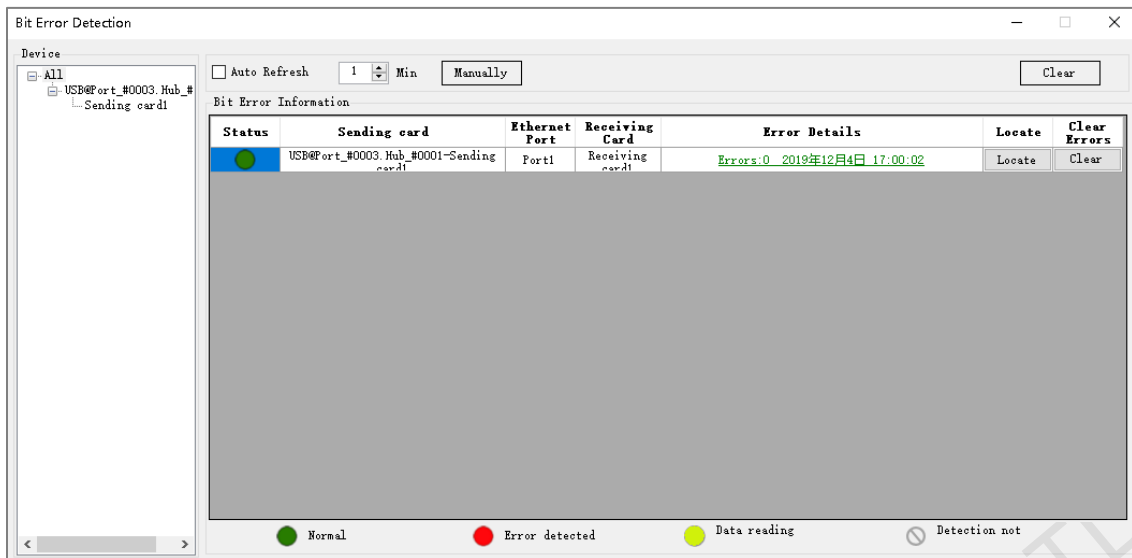 Bit Error Detection
Device
All
USB@Port_#0003.Hub_#
Sending card1
Auto Refresh 1 Min Manually Clear
Bit Error Information
Status Sending card Ethernet Port Receiving Card Error Details Locate Clear Errors
USB@Port_#0003.Hub_#0001-Sending card1 Port1 Receiving card1 Errors:0 2019年12月4日 17:00:02 Locate Clear
Normal Error detected Data reading Detection not